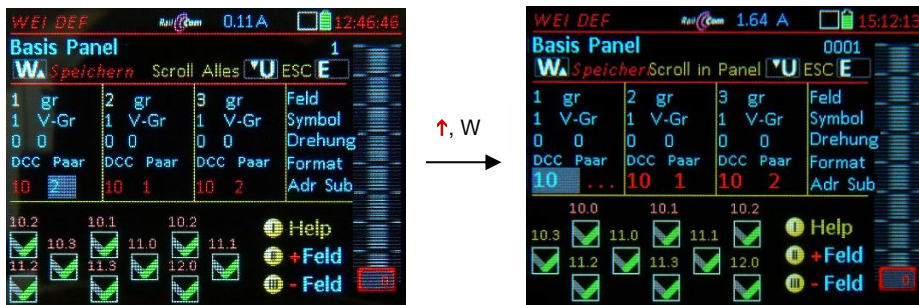 WEI DEF RailCom 0.11A 12:46:46
Basis Panel 1
W Speichern Scroll Alles U ESC E
1 gr 2 gr 3 gr Feld
1 V-Gr 1 V-Gr 1 V-Gr Symbol
0 0 0 0 0 0 Drehung
DCC Paar DCC Paar DCC Paar Format
10 2 10 1 10 2 Adr Sub
10.2 10.1 10.2
I Help
10.3 11.0 11.1
II +Feld
11.2 11.3 12.0
III - Feld
0
↑, W
WEI DEF RailCom 1.64 A 15:12:13
Basis Panel 0001
W Speichern Scroll in Panel U ESC E
1 gr 2 gr 3 gr Feld
1 V-Gr 1 V-Gr 1 V-Gr Symbol
0 0 0 0 0 0 Drehung
DCC Paar DCC Paar DCC Paar Format
10 ... 10 1 10 2 Adr Sub
10.0 10.1 10.2
I Help
10.3 11.0 11.1
II +Feld
11.2 11.3 12.0
III - Feld
0